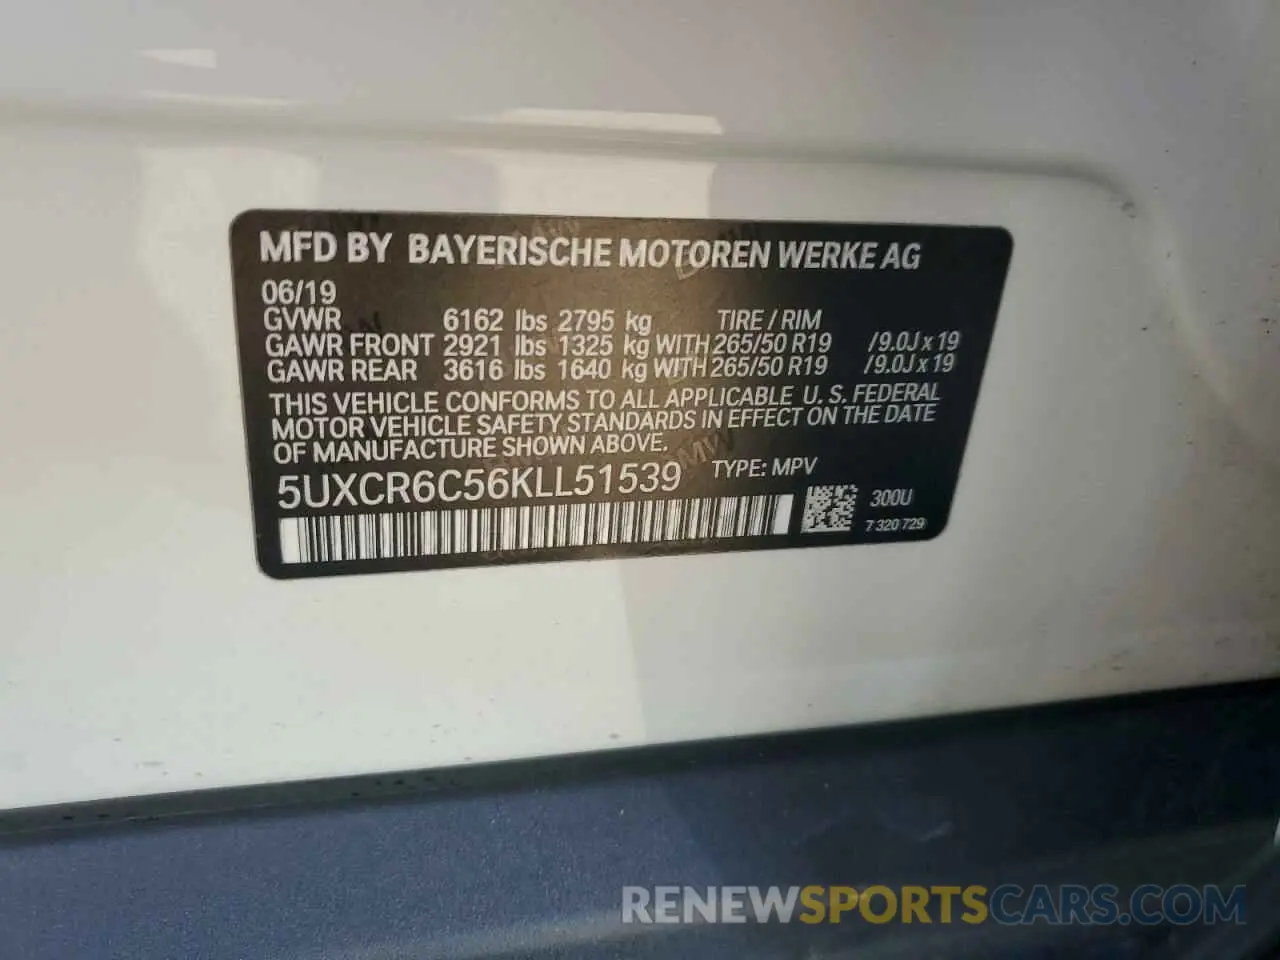 MFD BY BAYERISCHE MOTOREN WERKE AG
06/19
GVWR 6162 lbs 2795 kg TIRE / RIM
GAWR FRONT 2921 lbs 1325 kg WITH 265/50 R19 /9.0J x 19
GAWR REAR 3616 lbs 1640 kg WITH 265/50 R19 /9.0J x 19
THIS VEHICLE CONFORMS TO ALL APPLICABLE U. S. FEDERAL
MOTOR VEHICLE SAFETY STANDARDS IN EFFECT ON THE DATE
OF MANUFACTURE SHOWN ABOVE.
5UXCR6C56KLL51539 TYPE: MPV
300U
7 320 729
RENEWSPORTSCARS.COM